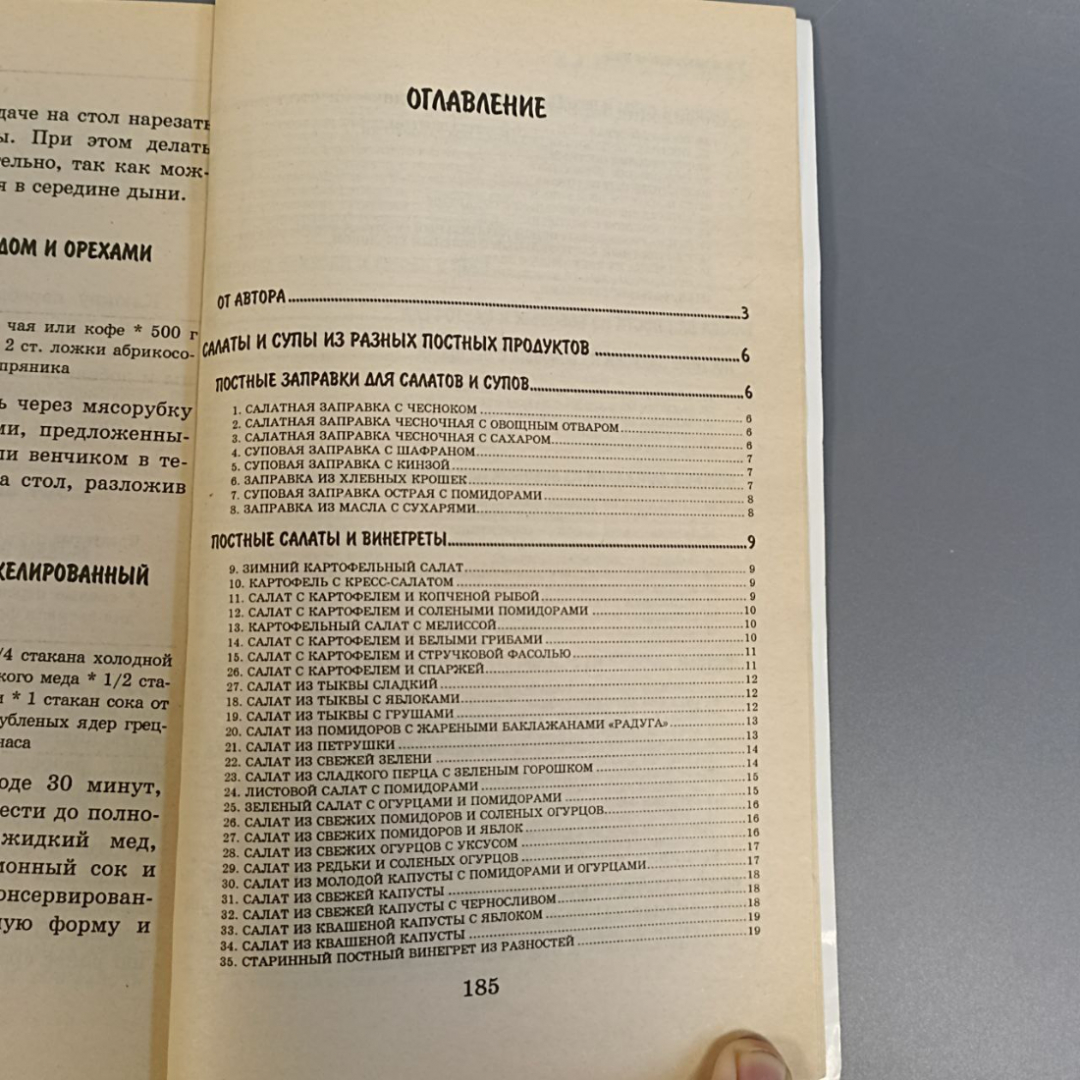 даче на стол нарезать
ы. При этом делать
тельно, так как мож-
я в середине дыни.
ДОМ И ОРЕХАМИ
чая или кофе * 500 г
2 ст. ложки абрикосо-
пряника
ь через мясорубку
ми, предложенны-
ли венчиком в те-
а стол, разложив
ЖЕЛИРОВАННЫЙ
/4 стакана холодной
кого меда * 1/2 ста-
и * 1 стакан сока от
убленых ядер грец-
наса
оде 30 минут,
ести до полно-
жидкий мед,
монный сок и
онсервирован-
ную форму и
ОГЛАВЛЕНИЕ
ОТ АВТОРА 3
САЛАТЫ И СУПЫ ИЗ РАЗНЫХ ПОСТНЫХ ПРОДУКТОВ 6
ПОСТНЫЕ ЗАПРАВКИ ДЛЯ САЛАТОВ И СУПОВ 6
1. САЛАТНАЯ ЗАПРАВКА С ЧЕСНОКОМ 6
2. САЛАТНАЯ ЗАПРАВКА ЧЕСНОЧНАЯ С ОВОЩНЫМ ОТВАРОМ 6
3. САЛАТНАЯ ЗАПРАВКА ЧЕСНОЧНАЯ С САХАРОМ 6
4. СУПОВАЯ ЗАПРАВКА С ШАФРАНОМ 7
5. СУПОВАЯ ЗАПРАВКА С КИНЗОЙ 7
6. ЗАПРАВКА ИЗ ХЛЕБНЫХ КРОШЕК 7
7. СУПОВАЯ ЗАПРАВКА ОСТРАЯ С ПОМИДОРАМИ 8
8. ЗАПРАВКА ИЗ МАСЛА С СУХАРЯМИ 8
ПОСТНЫЕ САЛАТЫ И ВИНЕГРЕТЫ 9
9. ЗИМНИЙ КАРТОФЕЛЬНЫЙ САЛАТ 9
10. КАРТОФЕЛЬ С КРЕСС-САЛАТОМ 9
11. САЛАТ С КАРТОФЕЛЕМ И КОПЧЕНОЙ РЫБОЙ 9
12. САЛАТ С КАРТОФЕЛЕМ И СОЛЕНЫМИ ПОМИДОРАМИ 10
13. КАРТОФЕЛЬНЫЙ САЛАТ С МЕЛИССОЙ 10
14. САЛАТ С КАРТОФЕЛЕМ И БЕЛЫМИ ГРИБАМИ 10
15. САЛАТ С КАРТОФЕЛЕМ И СТРУЧКОВОЙ ФАСОЛЬЮ 11
26. САЛАТ С КАРТОФЕЛЕМ И СПАРЖЕЙ 11
27. САЛАТ ИЗ ТЫКВЫ СЛАДКИЙ 12
18. САЛАТ ИЗ ТЫКВЫ С ЯБЛОКАМИ 12
19. САЛАТ ИЗ ТЫКВЫ С ГРУШАМИ 12
20. САЛАТ ИЗ ПОМИДОРОВ С ЖАРЕНЫМИ БАКЛАЖАНАМИ «РАДУГА» 13
21. САЛАТ ИЗ ПЕТРУШКИ 13
22. САЛАТ ИЗ СВЕЖЕЙ ЗЕЛЕНИ 14
23. САЛАТ ИЗ СЛАДКОГО ПЕРЦА С ЗЕЛЕНЫМ ГОРОШКОМ 14
24. ЛИСТОВОЙ САЛАТ С ПОМИДОРАМИ 15
25. ЗЕЛЕНЫЙ САЛАТ С ОГУРЦАМИ И ПОМИДОРАМИ 15
26. САЛАТ ИЗ СВЕЖИХ ПОМИДОРОВ И СОЛЕНЫХ ОГУРЦОВ 16
27. САЛАТ ИЗ СВЕЖИХ ПОМИДОРОВ И ЯБЛОК 16
28. САЛАТ ИЗ СВЕЖИХ ОГУРЦОВ С УКСУСОМ 16
29. САЛАТ ИЗ РЕДЬКИ И СОЛЕНЫХ ОГУРЦОВ 17
30. САЛАТ ИЗ МОЛОДОЙ КАПУСТЫ С ПОМИДОРАМИ И ОГУРЦАМИ 17
31. САЛАТ ИЗ СВЕЖЕЙ КАПУСТЫ 18
32. САЛАТ ИЗ СВЕЖЕЙ КАПУСТЫ С ЧЕРНОСЛИВОМ 18
33. САЛАТ ИЗ КВАШЕНОЙ КАПУСТЫ С ЯБЛОКОМ 18
34. САЛАТ ИЗ КВАШЕНОЙ КАПУСТЫ 19
35. СТАРИННЫЙ ПОСТНЫЙ ВИНЕГРЕТ ИЗ РАЗНОСТЕЙ 19
185